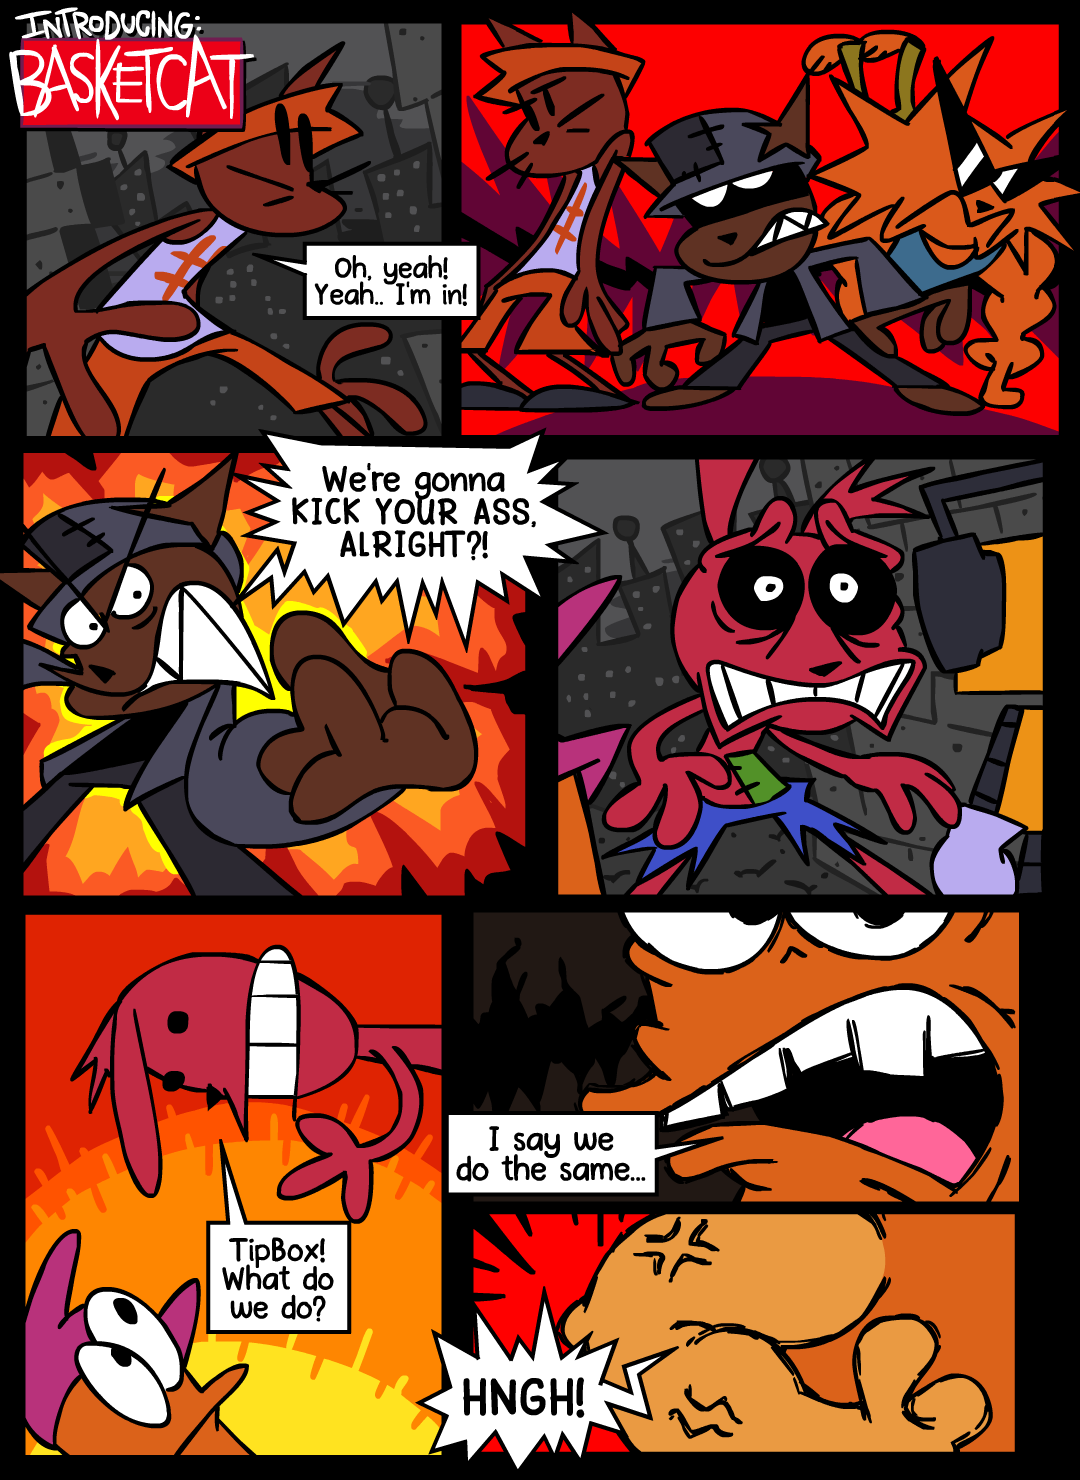 INTRODUCING:
BASKETCAT
Oh, yeah!
Yeah.. I'm in!
We're gonna
KICK YOUR ASS,
ALRIGHT?!
TipBox!
What do
we do?
I say we
do the same...
HNGH!